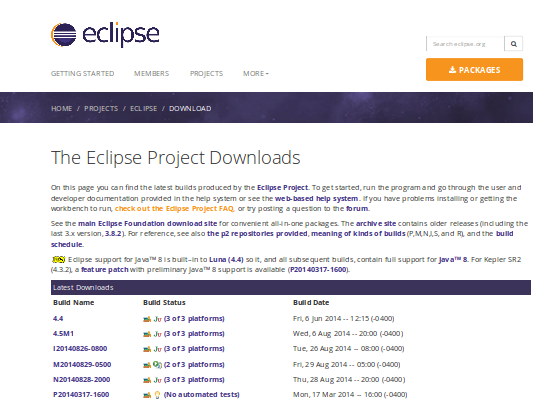 eclipse
Search eclipse.org
GETTING STARTED MEMBERS PROJECTS MORE
PACKAGES
HOME / PROJECTS / ECLIPSE / DOWNLOAD
The Eclipse Project Downloads
On this page you can find the latest builds produced by the Eclipse Project. To get started, run the program and go through the user and
developer documentation provided in the help system or see the web-based help system. If you have problems installing or getting the
workbench to run, check out the Eclipse Project FAQ, or try posting a question to the forum.
See the main Eclipse Foundation download site for convenient all-in-one packages. The archive site contains older releases (including the
last 3.x version, 3.8.2). For reference, see also the p2 repositories provided, meaning of kinds of builds (P,M,N,I,S, and R), and the build
schedule.
Eclipse support for Java™ 8 is built-in to Luna (4.4) so it, and all subsequent builds, contain full support for Java™ 8. For Kepler SR2
(4.3.2), a feature patch with preliminary Java™ 8 support is available (P20140317-1600).
Latest Downloads
Build Name Build Status Build Date
4.4 (3 of 3 platforms) Fri, 6 Jun 2014 -- 12:15 (-0400)
4.5M1 (3 of 3 platforms) Wed, 6 Aug 2014 -- 20:00 (-0400)
I20140826-0800 (3 of 3 platforms) Tue, 26 Aug 2014 -- 08:00 (-0400)
M20140829-0500 (2 of 3 platforms) Fri, 29 Aug 2014 -- 05:00 (-0400)
N20140828-2000 (3 of 3 platforms) Thu, 28 Aug 2014 -- 20:00 (-0400)
P20140317-1600 (No automated tests) Mon, 17 Mar 2014 -- 16:00 (-0400)